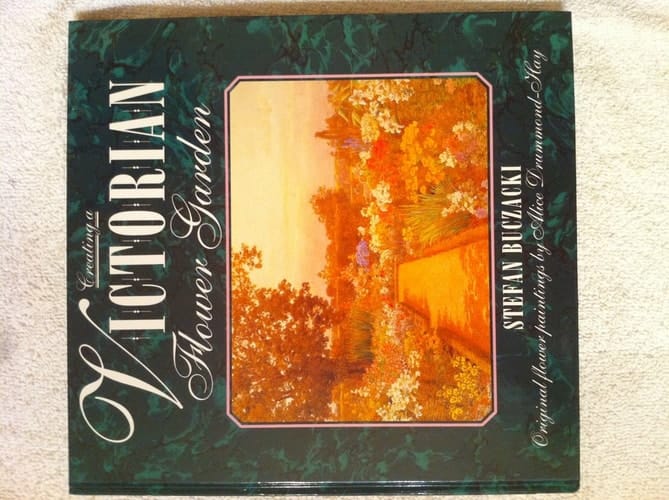 Creating a
VICTORIAN
Flower Garden
STEFAN BUCZACKI
Original flower paintings by Alice Drummond-Hay